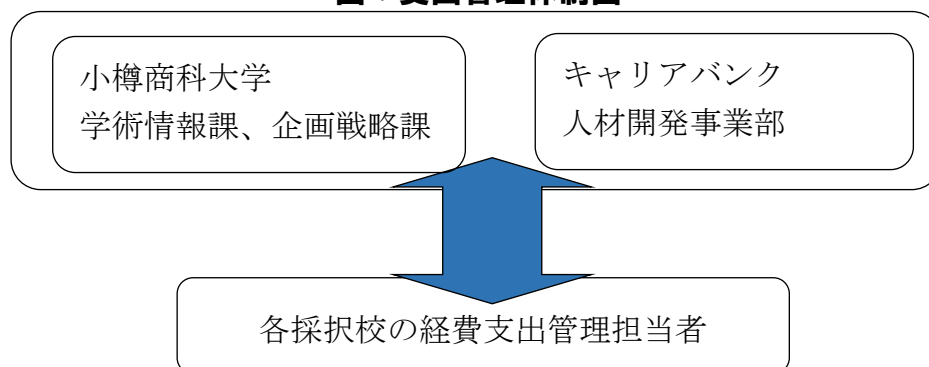 小樽商科大学
学術情報課、企画戦略課
キャリアバンク
人材開発事業部
各採択校の経費支出管理担当者